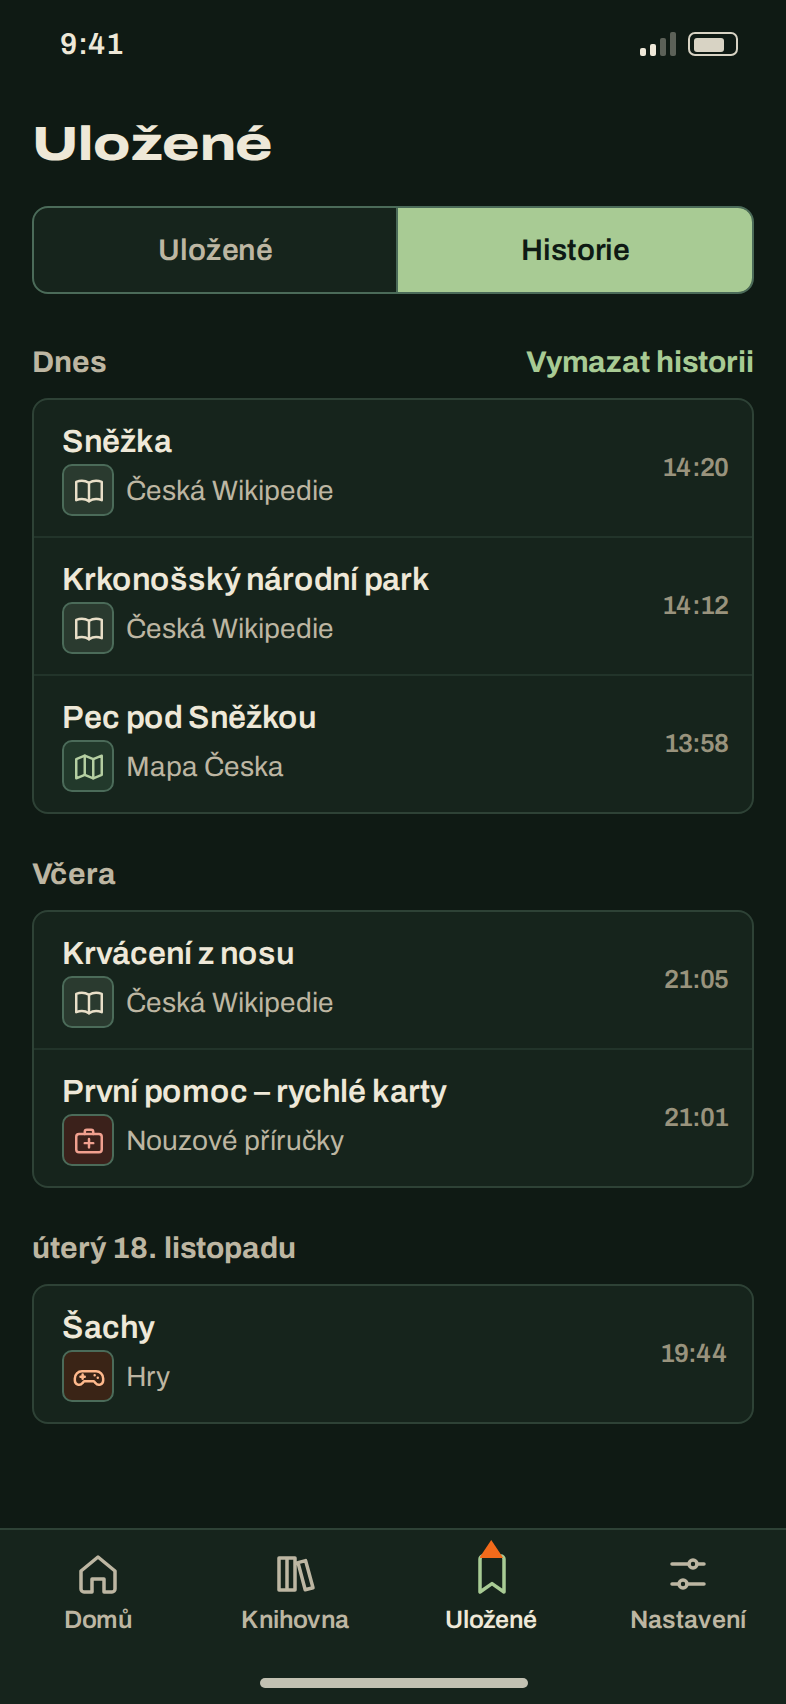 9:41
Uložené
Uložené
Historie
Dnes
Vymazat historii
Sněžka
Česká Wikipedie
14:20
Krkonošský národní park
Česká Wikipedie
14:12
Pec pod Sněžkou
Mapa Česka
13:58
Včera
Krvácení z nosu
Česká Wikipedie
21:05
První pomoc – rychlé karty
Nouzové příručky
21:01
úterý 18. listopadu
Šachy
Hry
19:44
Domů
Knihovna
Uložené
Nastavení